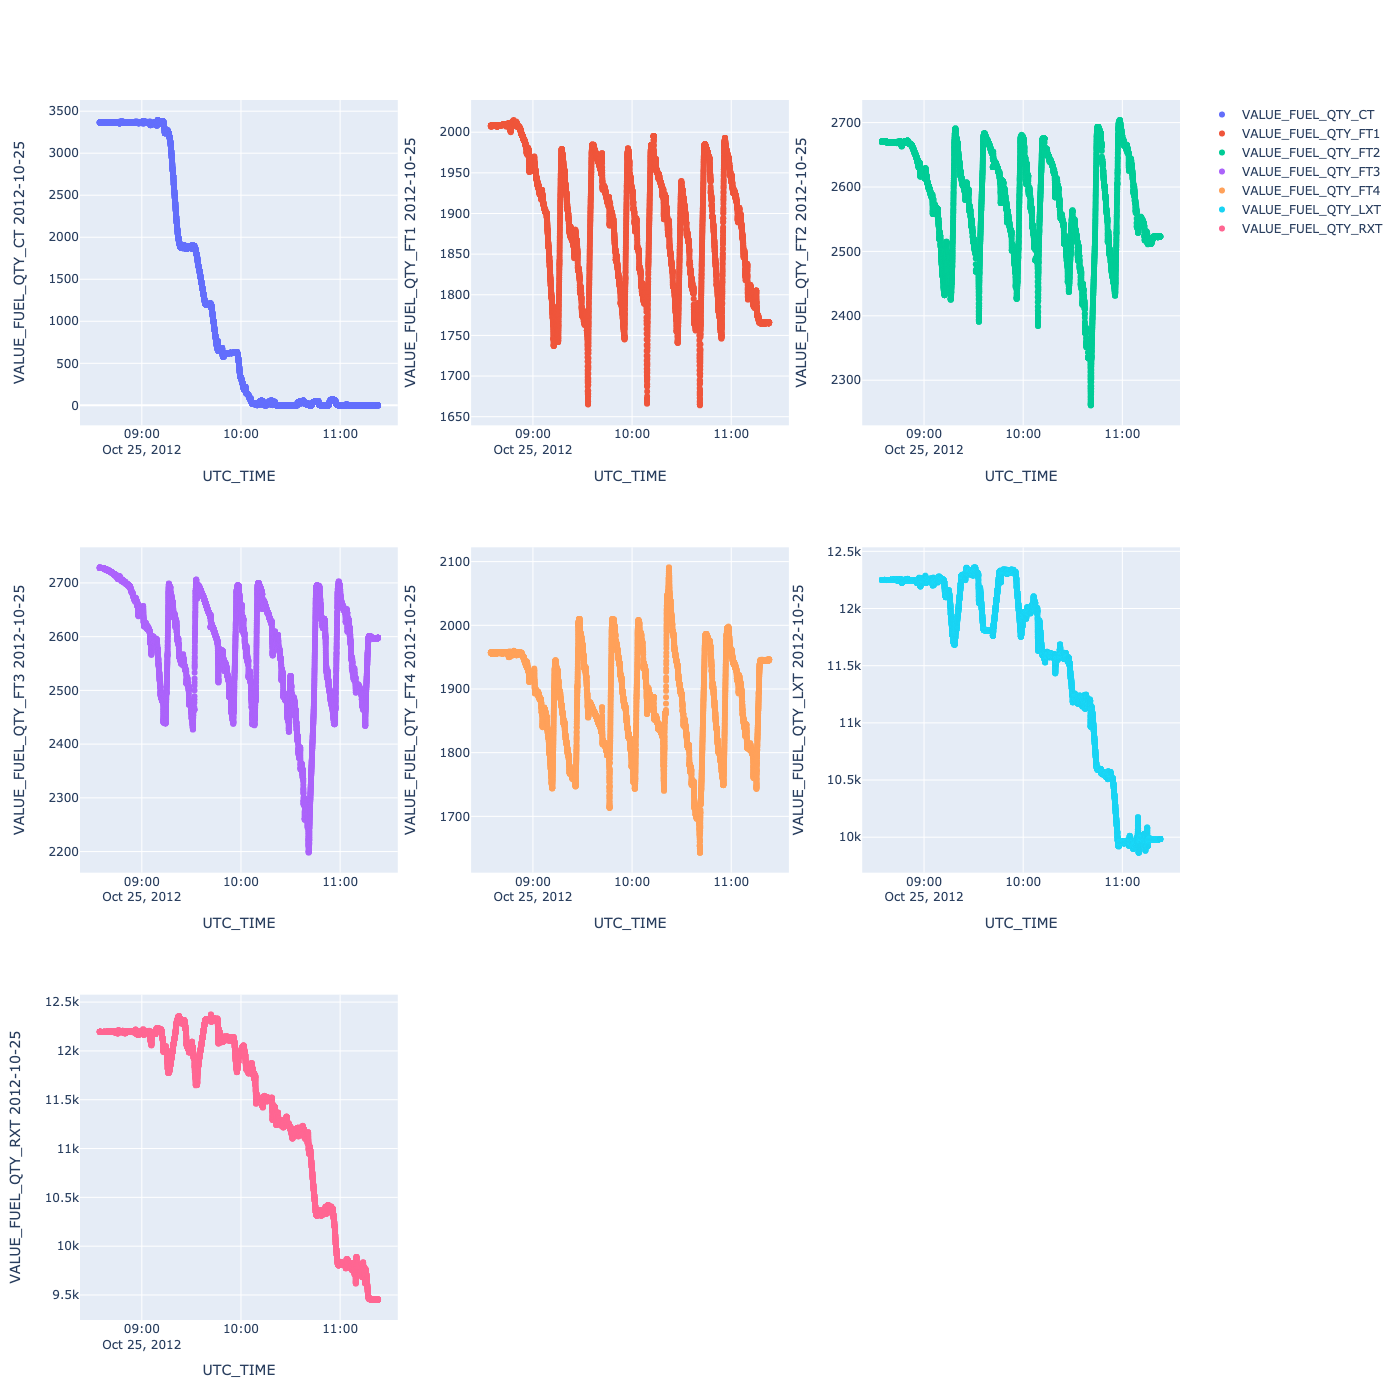 VALUE_FUEL_QTY_CT 2012-10-25
3500
3000
2500
2000
1500
1000
500
0
09:00
Oct 25, 2012
10:00
11:00
UTC_TIME
VALUE_FUEL_QTY_FT1 2012-10-25
2000
1950
1900
1850
1800
1750
1700
1650
09:00
Oct 25, 2012
10:00
11:00
UTC_TIME
VALUE_FUEL_QTY_FT2 2012-10-25
2700
2600
2500
2400
2300
09:00
Oct 25, 2012
10:00
11:00
UTC_TIME
VALUE_FUEL_QTY_CT
VALUE_FUEL_QTY_FT1
VALUE_FUEL_QTY_FT2
VALUE_FUEL_QTY_FT3
VALUE_FUEL_QTY_FT4
VALUE_FUEL_QTY_LXT
VALUE_FUEL_QTY_RXT
VALUE_FUEL_QTY_FT3 2012-10-25
2700
2600
2500
2400
2300
2200
09:00
Oct 25, 2012
10:00
11:00
UTC_TIME
VALUE_FUEL_QTY_FT4 2012-10-25
2100
2000
1900
1800
1700
09:00
Oct 25, 2012
10:00
11:00
UTC_TIME
VALUE_FUEL_QTY_LXT 2012-10-25
12.5k
12k
11.5k
11k
10.5k
10k
09:00
Oct 25, 2012
10:00
11:00
UTC_TIME
VALUE_FUEL_QTY_RXT 2012-10-25
12.5k
12k
11.5k
11k
10.5k
10k
9.5k
09:00
Oct 25, 2012
10:00
11:00
UTC_TIME